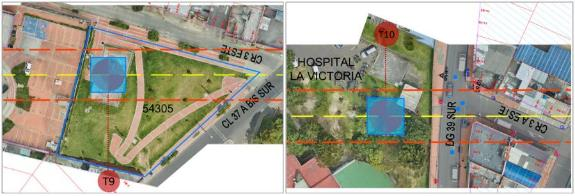 CR 3 ESTE
54305
CL 37 A BIS SUR
T9
T10
HOSPITAL
LA VICTORIA
DG 39 SUR
CR 3 A ESTE